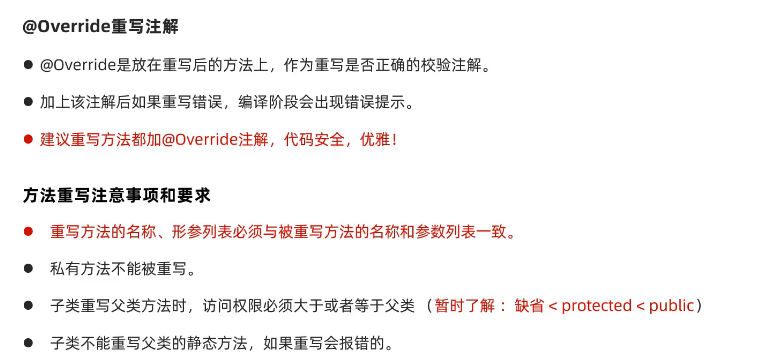 @Override重写注解
● @Override是放在重写后的方法上，作为重写是否正确的校验注解。
● 加上该注解后如果重写错误，编译阶段会出现错误提示。
● 建议重写方法都加@Override注解，代码安全，优雅！
方法重写注意事项和要求
● 重写方法的名称、形参列表必须与被重写方法的名称和参数列表一致。
● 私有方法不能被重写。
● 子类重写父类方法时，访问权限必须大于或者等于父类 （暂时了解 ：缺省 < protected < public）
● 子类不能重写父类的静态方法，如果重写会报错的。